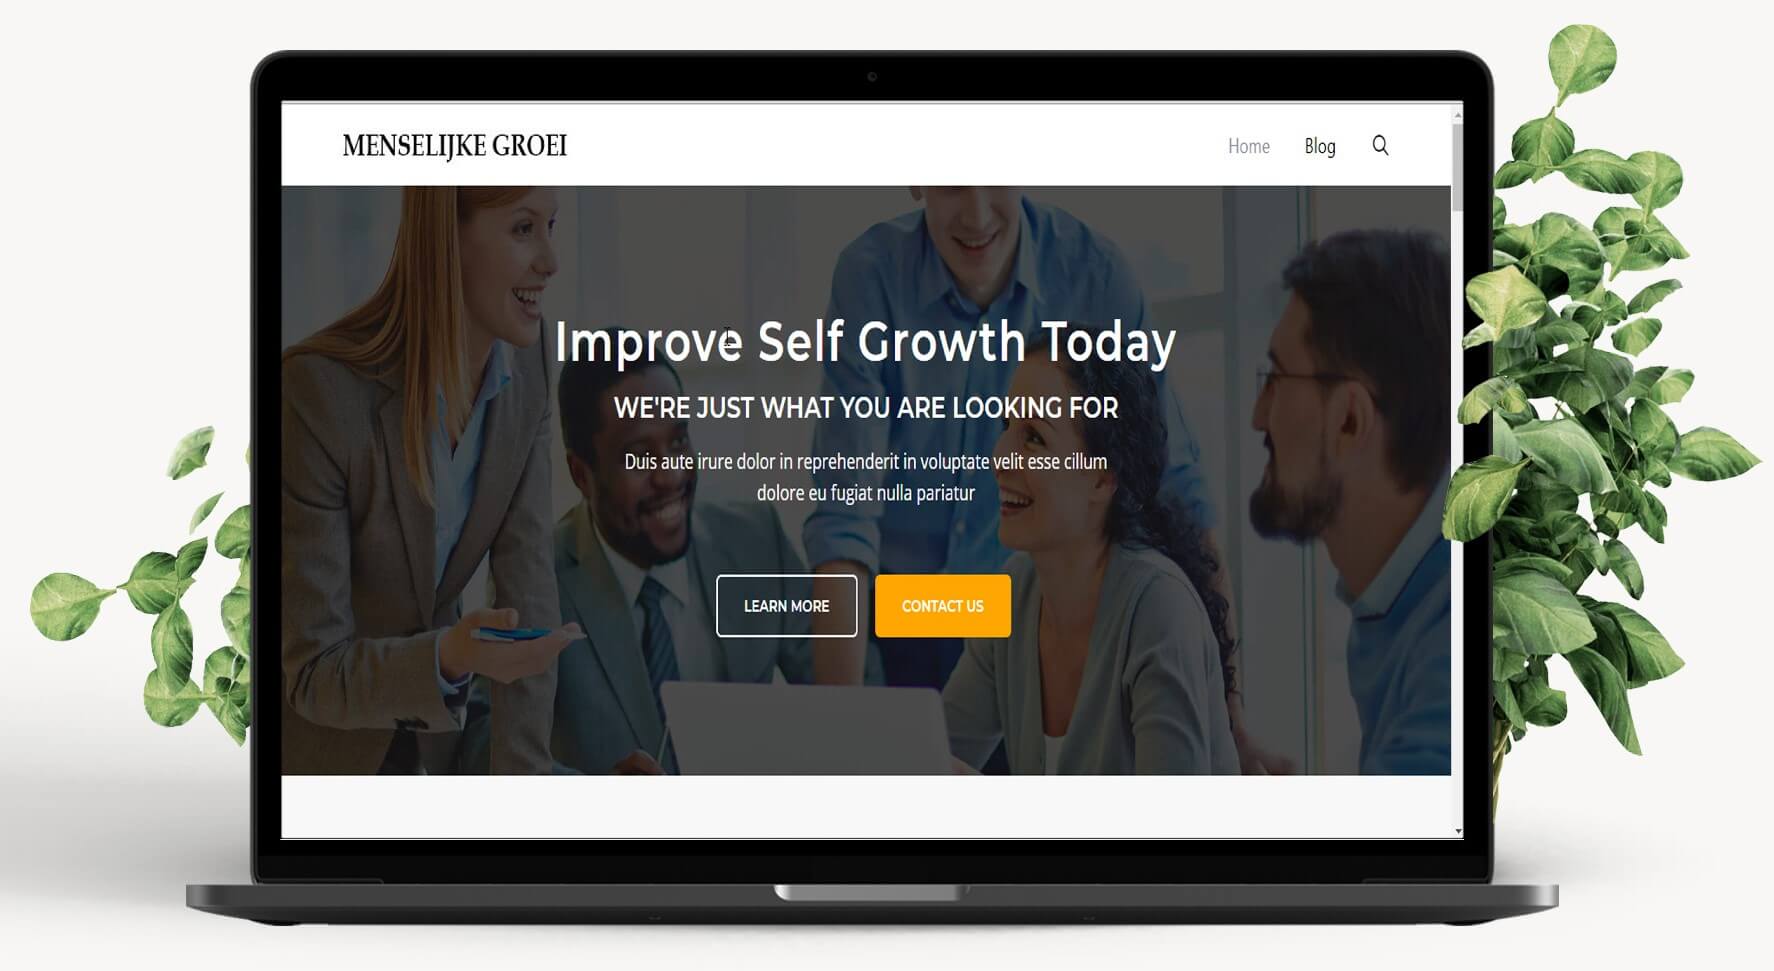 MENSELIJKE GROEI
Home Blog
Improve Self Growth Today
WE'RE JUST WHAT YOU ARE LOOKING FOR
Duis aute irure dolor in reprehenderit in voluptate velit esse cillum
dolore eu fugiat nulla pariatur
LEARN MORE CONTACT US